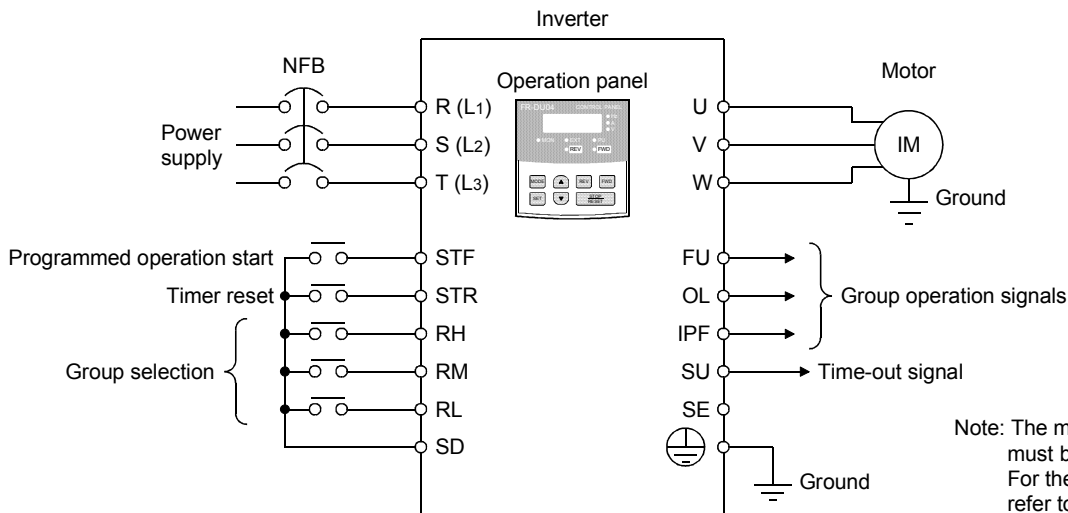 Inverter
NFB
Operation panel
Motor
FR-DU04 CONTROL PANEL
MON EXT PU
REV FWD
MODE REV FWD
SET STOP RESET
Power supply
R (L1)
S (L2)
T (L3)
U
V
W
IM
Ground
Programmed operation start
STF
Timer reset
STR
Group selection
RH
RM
RL
SD
FU
OL
IPF
Group operation signals
SU
Time-out signal
SE
Ground
Note: The m
must b
For the
refer to